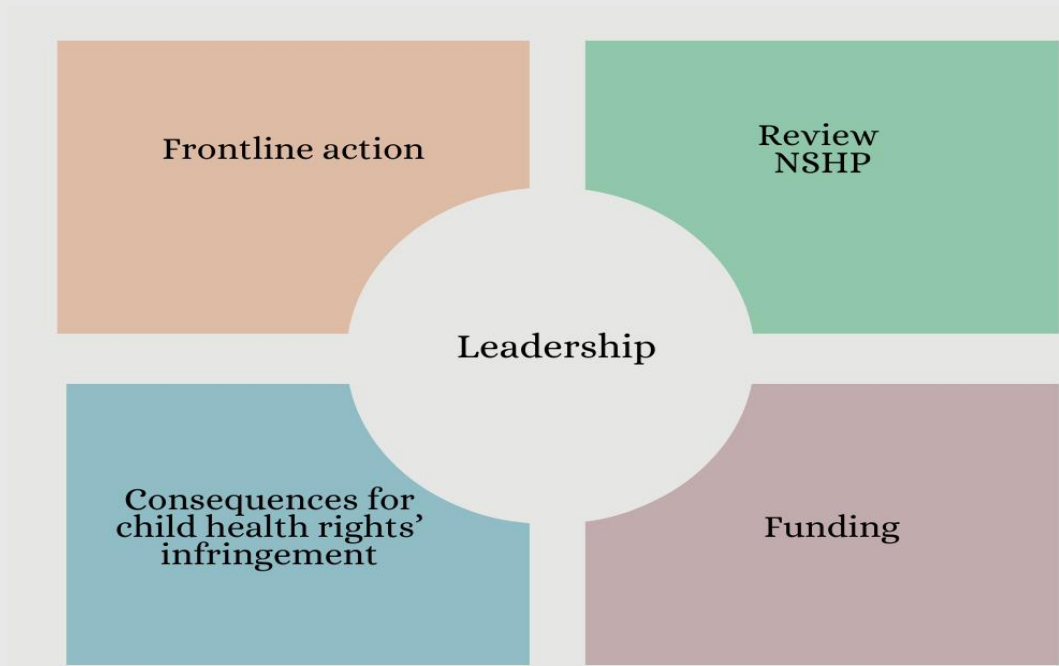 Frontline action
Review
NSHP
Leadership
Consequences for
child health rights’
infringement
Funding